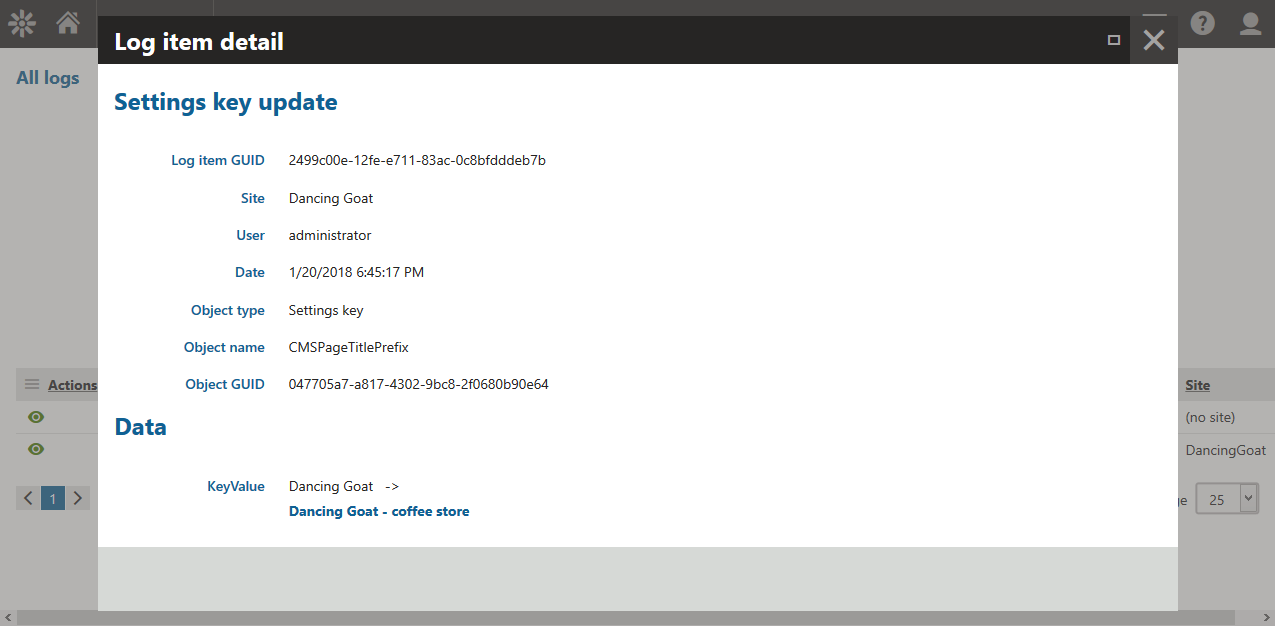 Log item detail
All logs
Settings key update
Log item GUID 2499c00e-12fe-e711-83ac-0c8bfdddeb7b
Site Dancing Goat
User administrator
Date 1/20/2018 6:45:17 PM
Object type Settings key
Object name CMSPageTitlePrefix
Object GUID 047705a7-a817-4302-9bc8-2f0680b90e64
Actions Site
(no site)
Data
DancingGoat
KeyValue Dancing Goat ->
1 25
Dancing Goat - coffee store